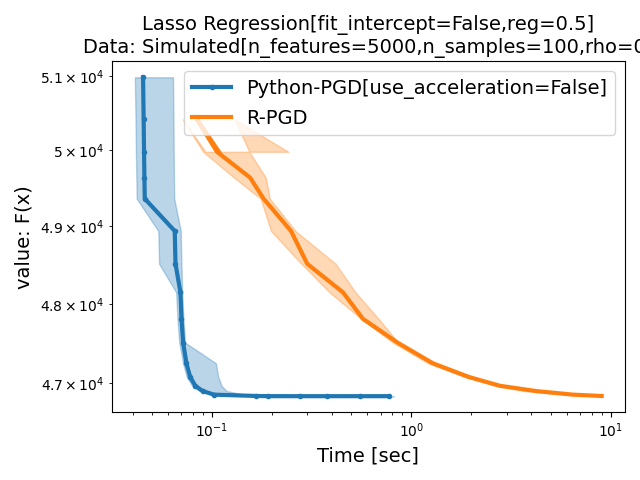 Lasso Regression[fit_intercept=False,reg=0.5]
Data: Simulated[n_features=5000,n_samples=100,rho=0
Python-PGD[use_acceleration=False]
R-PGD
value: F(x)
5.1 × 10⁴
5 × 10⁴
4.9 × 10⁴
4.8 × 10⁴
4.7 × 10⁴
10⁻¹ 10⁰ 10¹
Time [sec]